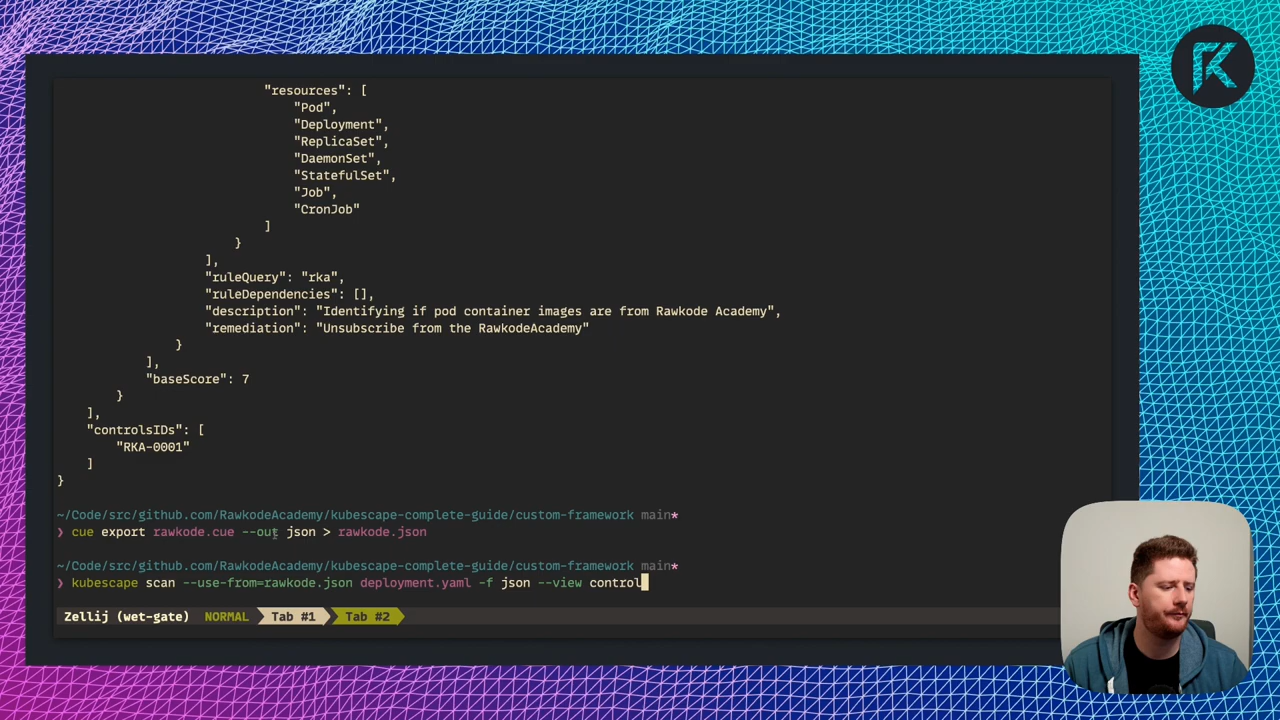 "resources": [
"Pod",
"Deployment",
"ReplicaSet",
"DaemonSet",
"StatefulSet",
"Job",
"CronJob"
]
}
],
"ruleQuery": "rka",
"ruleDependencies": [],
"description": "Identifying if pod container images are from Rawkode Academy",
"remediation": "Unsubscribe from the RawkodeAcademy"
}
],
"baseScore": 7
}
],
"controlsIDs": [
"RKA-0001"
]
}
~/Code/src/github.com/RawkodeAcademy/kubescape-complete-guide/custom-framework main*
❯ cue export rawkode.cue --out json > rawkode.json
~/Code/src/github.com/RawkodeAcademy/kubescape-complete-guide/custom-framework main*
❯ kubescape scan --use-from=rawkode.json deployment.yaml -f json --view control
Zellij (wet-gate) NORMAL Tab #1 Tab #2